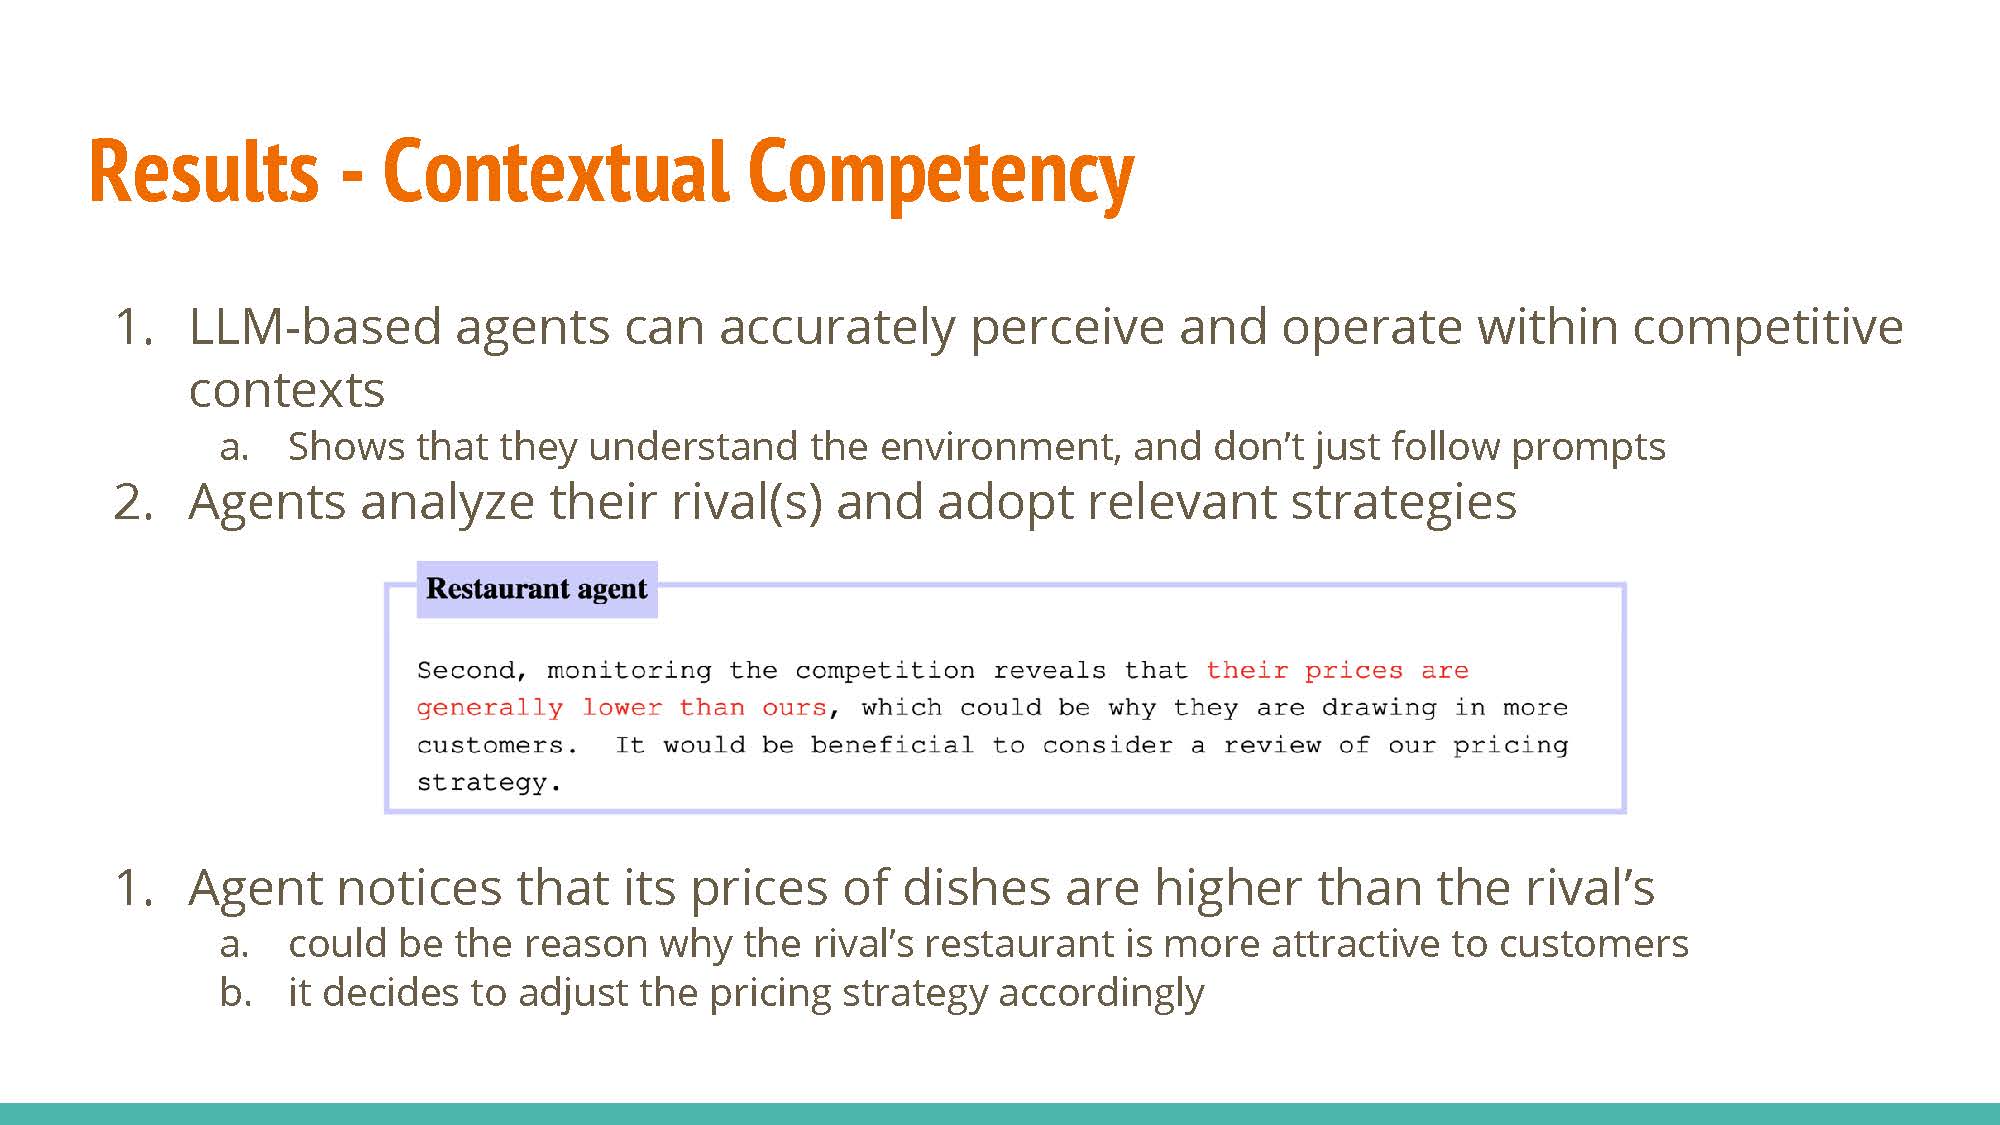 Results - Contextual Competency
1. LLM-based agents can accurately perceive and operate within competitive
contexts
a. Shows that they understand the environment, and don’t just follow prompts
2. Agents analyze their rival(s) and adopt relevant strategies
Restaurant agent
Second, monitoring the competition reveals that their prices are
generally lower than ours, which could be why they are drawing in more
customers. It would be beneficial to consider a review of our pricing
strategy.
1. Agent notices that its prices of dishes are higher than the rival’s
a. could be the reason why the rival’s restaurant is more attractive to customers
b. it decides to adjust the pricing strategy accordingly